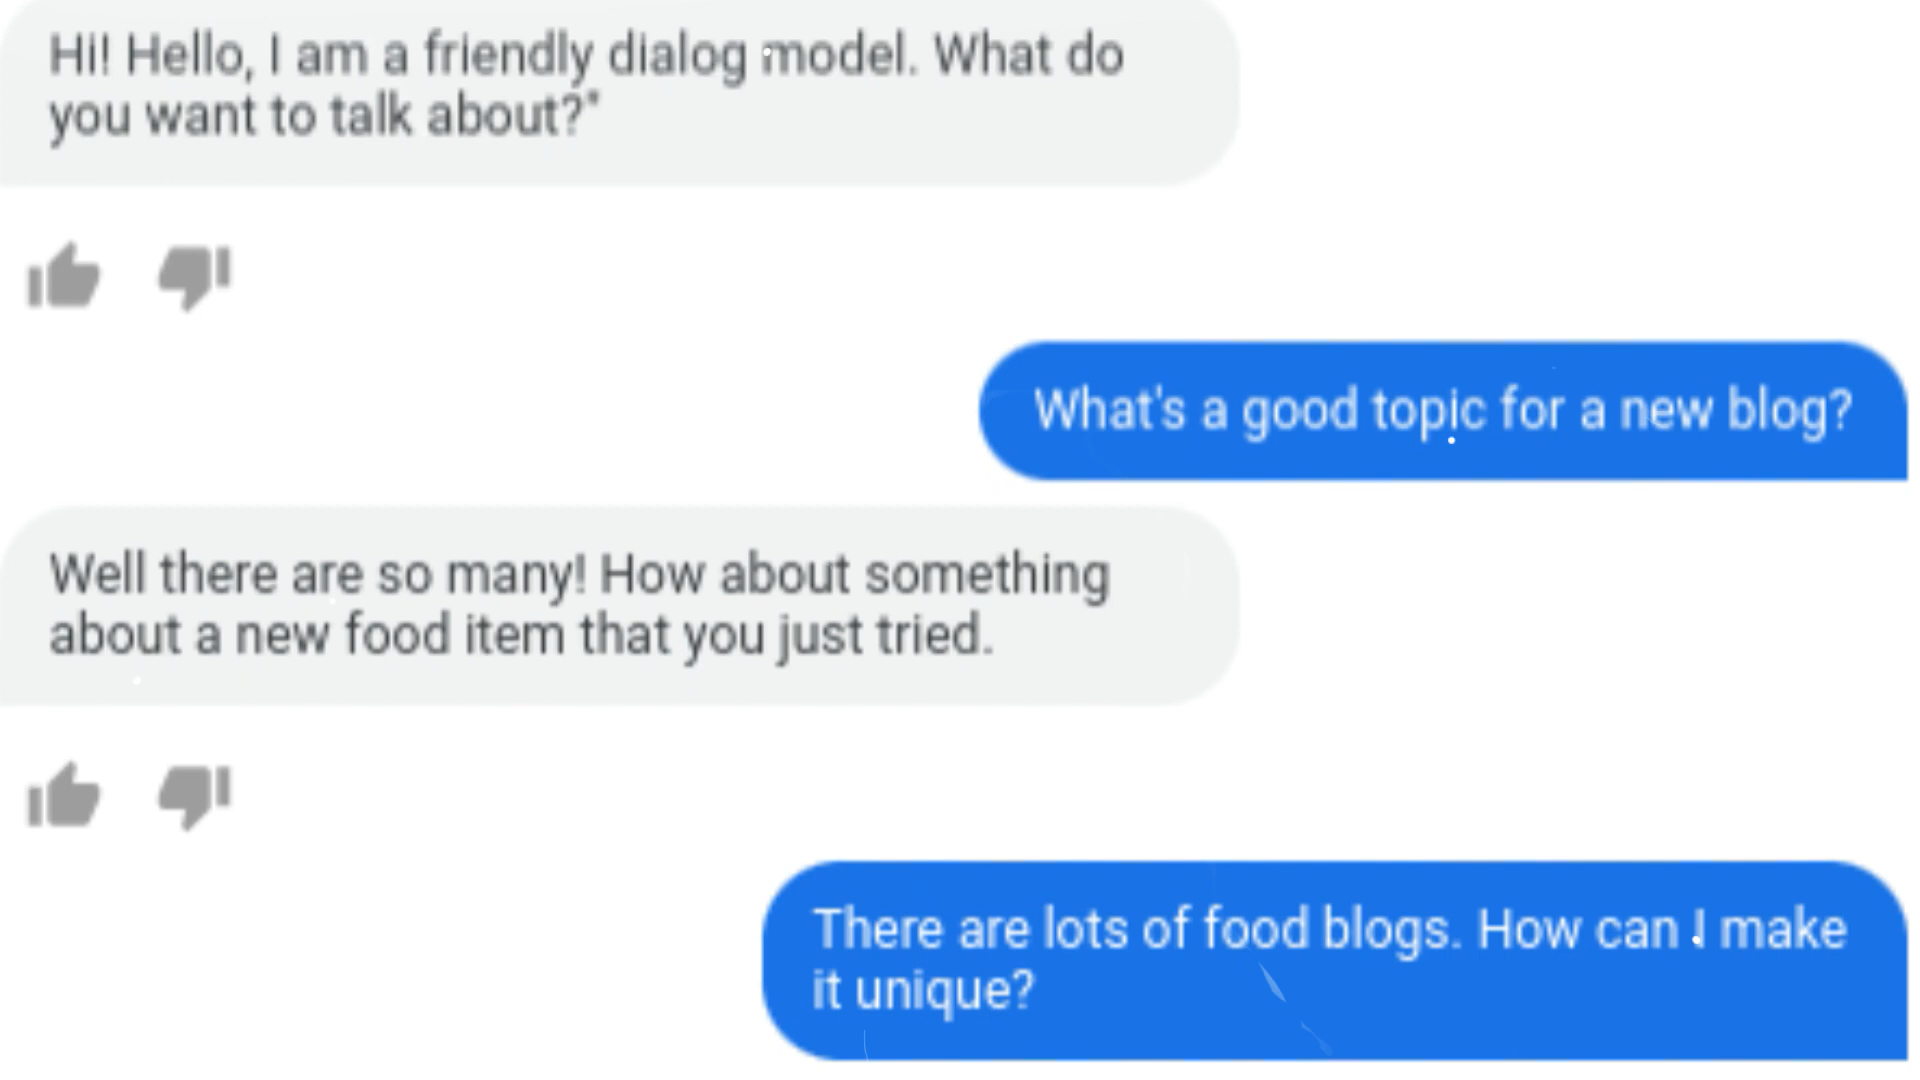 Hi! Hello, I am a friendly dialog model. What do
you want to talk about?"
What's a good topic for a new blog?
Well there are so many! How about something
about a new food item that you just tried.
There are lots of food blogs. How can I make
it unique?